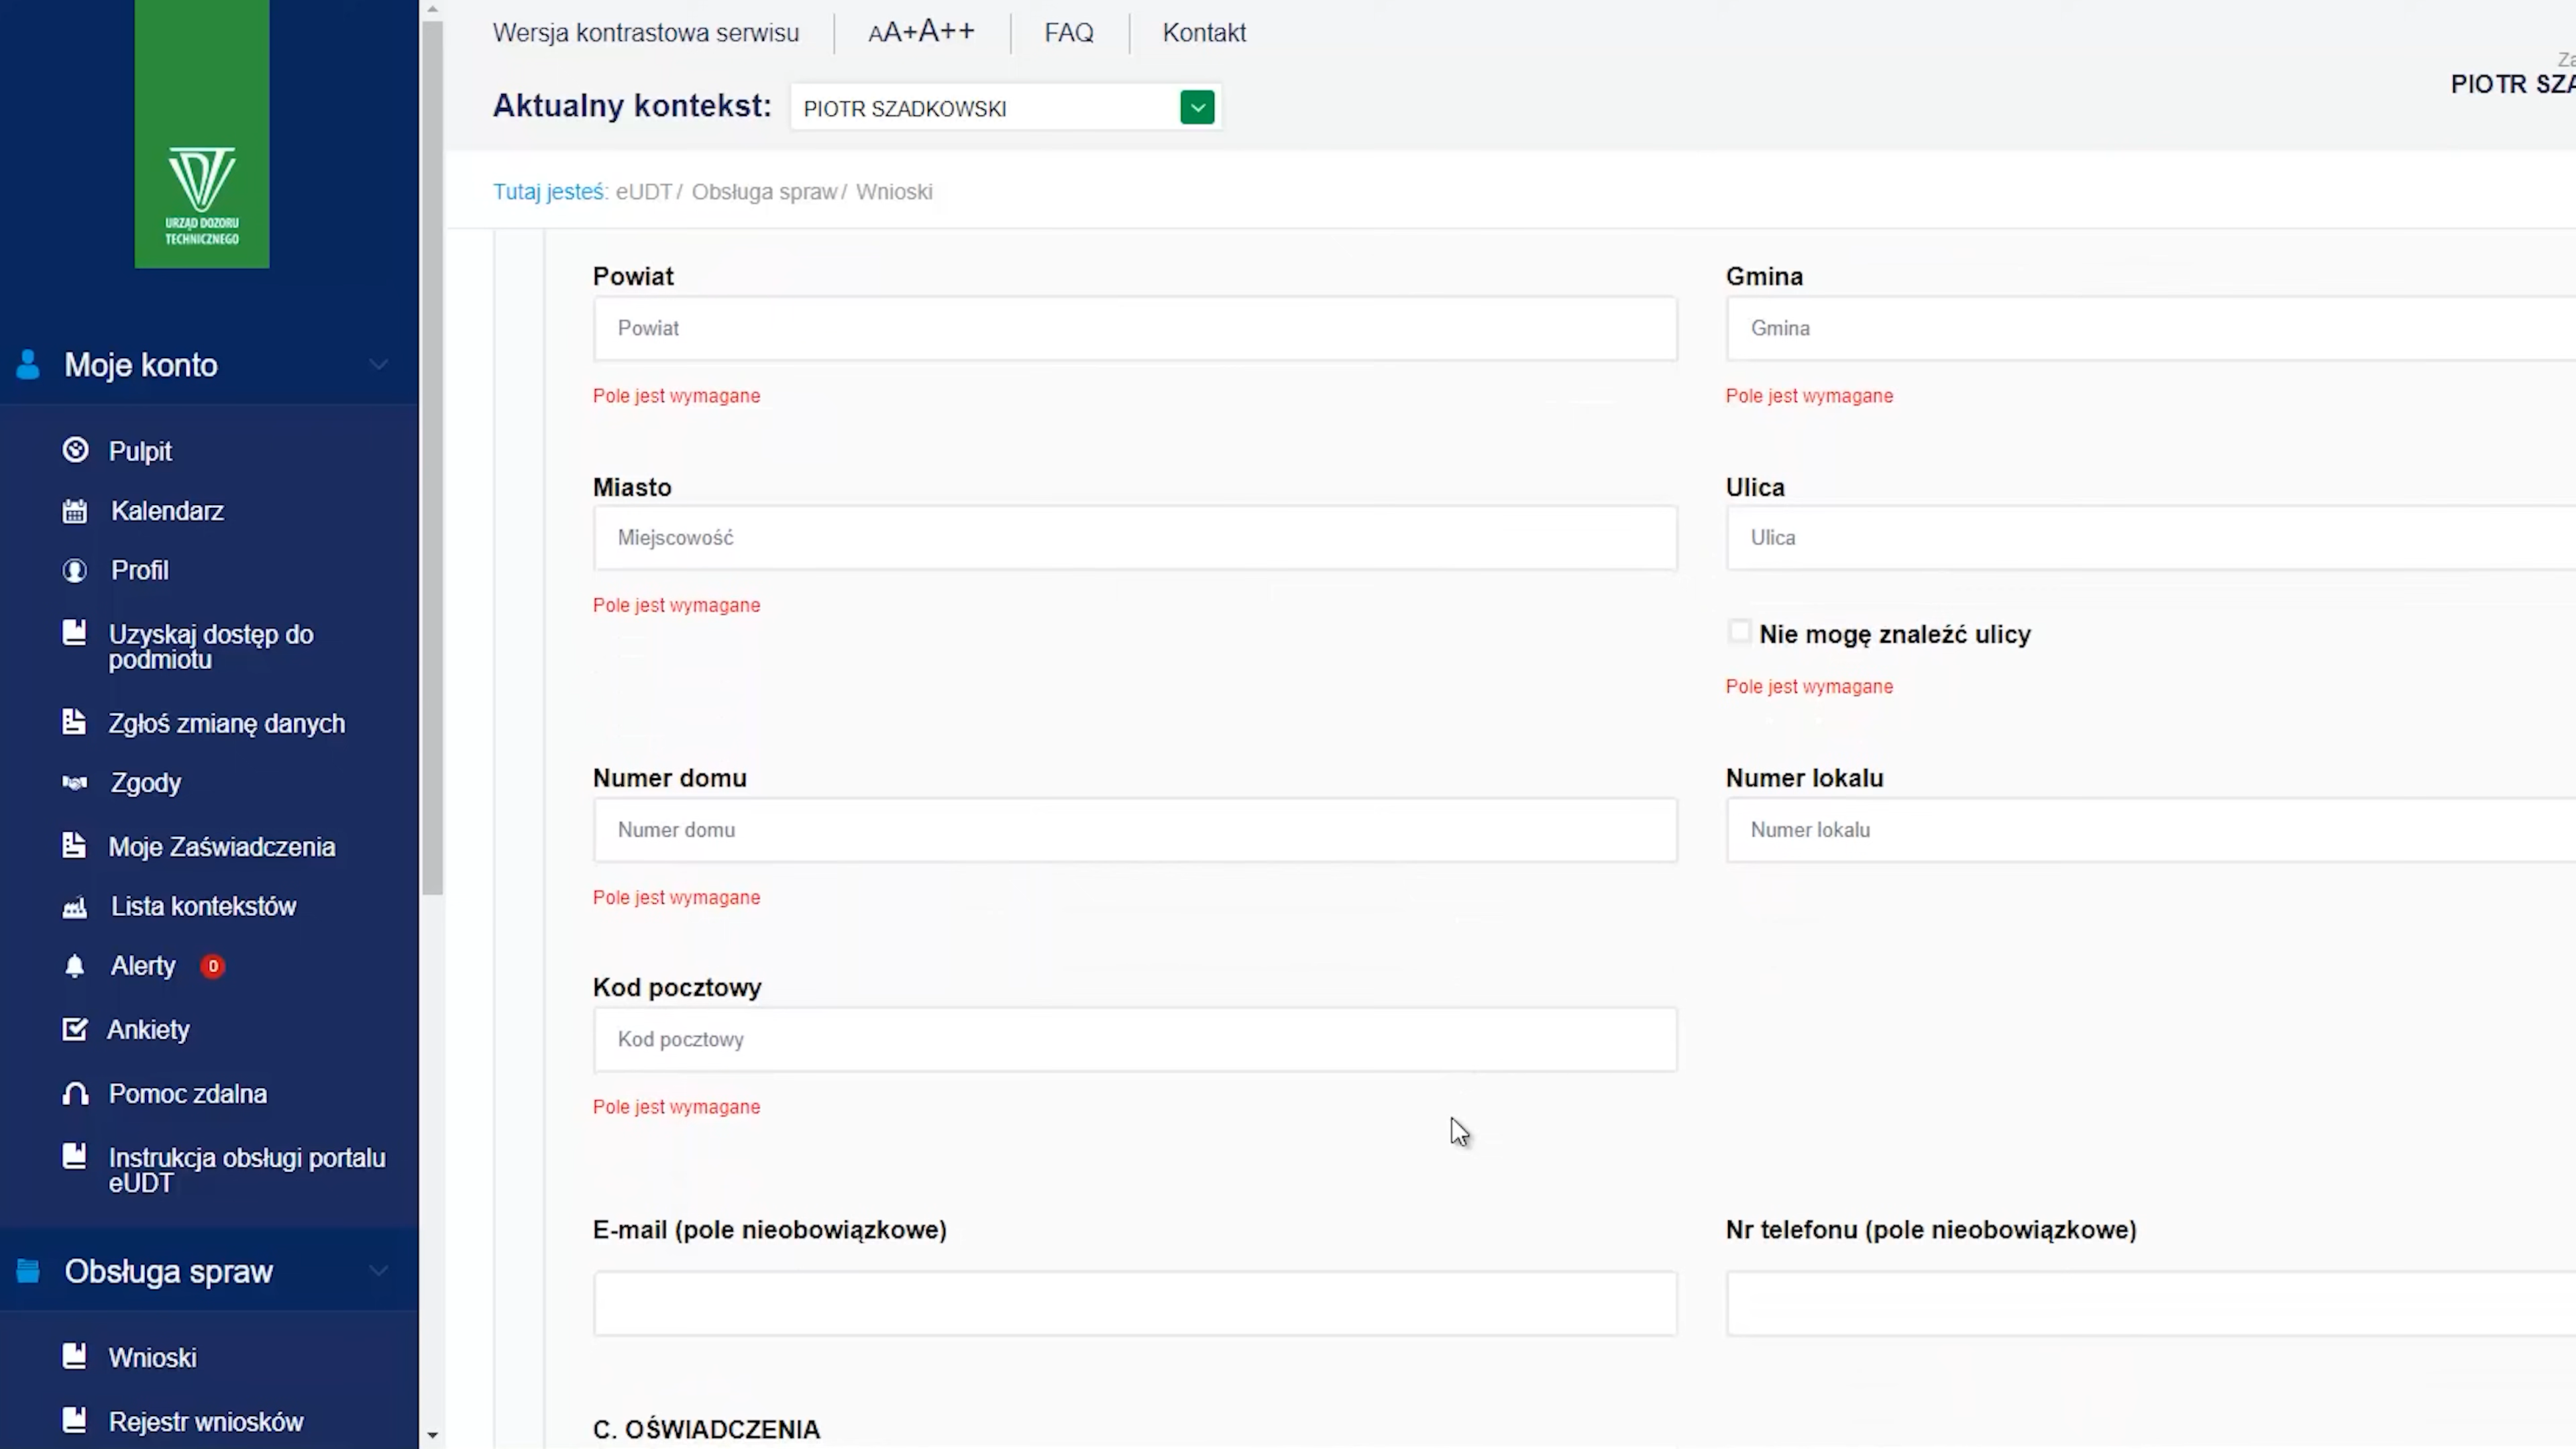 URZĄD DOZORU
TECHNICZNEGO
Moje konto
Pulpit
Kalendarz
Profil
Uzyskaj dostęp do
podmiotu
Zgłoś zmianę danych
Zgody
Moje Zaświadczenia
Lista kontekstów
Alerty 0
Ankiety
Pomoc zdalna
Instrukcja obsługi portalu
eUDT
Obsługa spraw
Wnioski
Rejestr wniosków
Wersja kontrastowa serwisu AA+A++ FAQ Kontakt
Aktualny kontekst: PIOTR SZADKOWSKI
PIOTR
Tutaj jesteś: eUDT / Obsługa spraw / Wnioski
Powiat Gmina
Powiat Gmina
Pole jest wymagane Pole jest wymagane
Miasto Ulica
Miejscowość Ulica
Pole jest wymagane
Nie mogę znaleźć ulicy
Pole jest wymagane
Numer domu Numer lokalu
Numer domu Numer lokalu
Pole jest wymagane
Kod pocztowy
Kod pocztowy
Pole jest wymagane
E-mail (pole nieobowiązkowe) Nr telefonu (pole nieobowiązkowe)
C. OŚWIADCZENIA